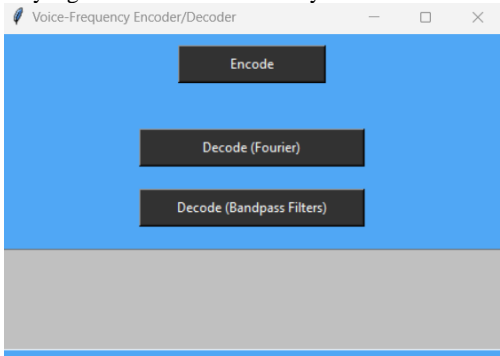 Voice-Frequency Encoder/Decoder
Encode
Decode (Fourier)
Decode (Bandpass Filters)